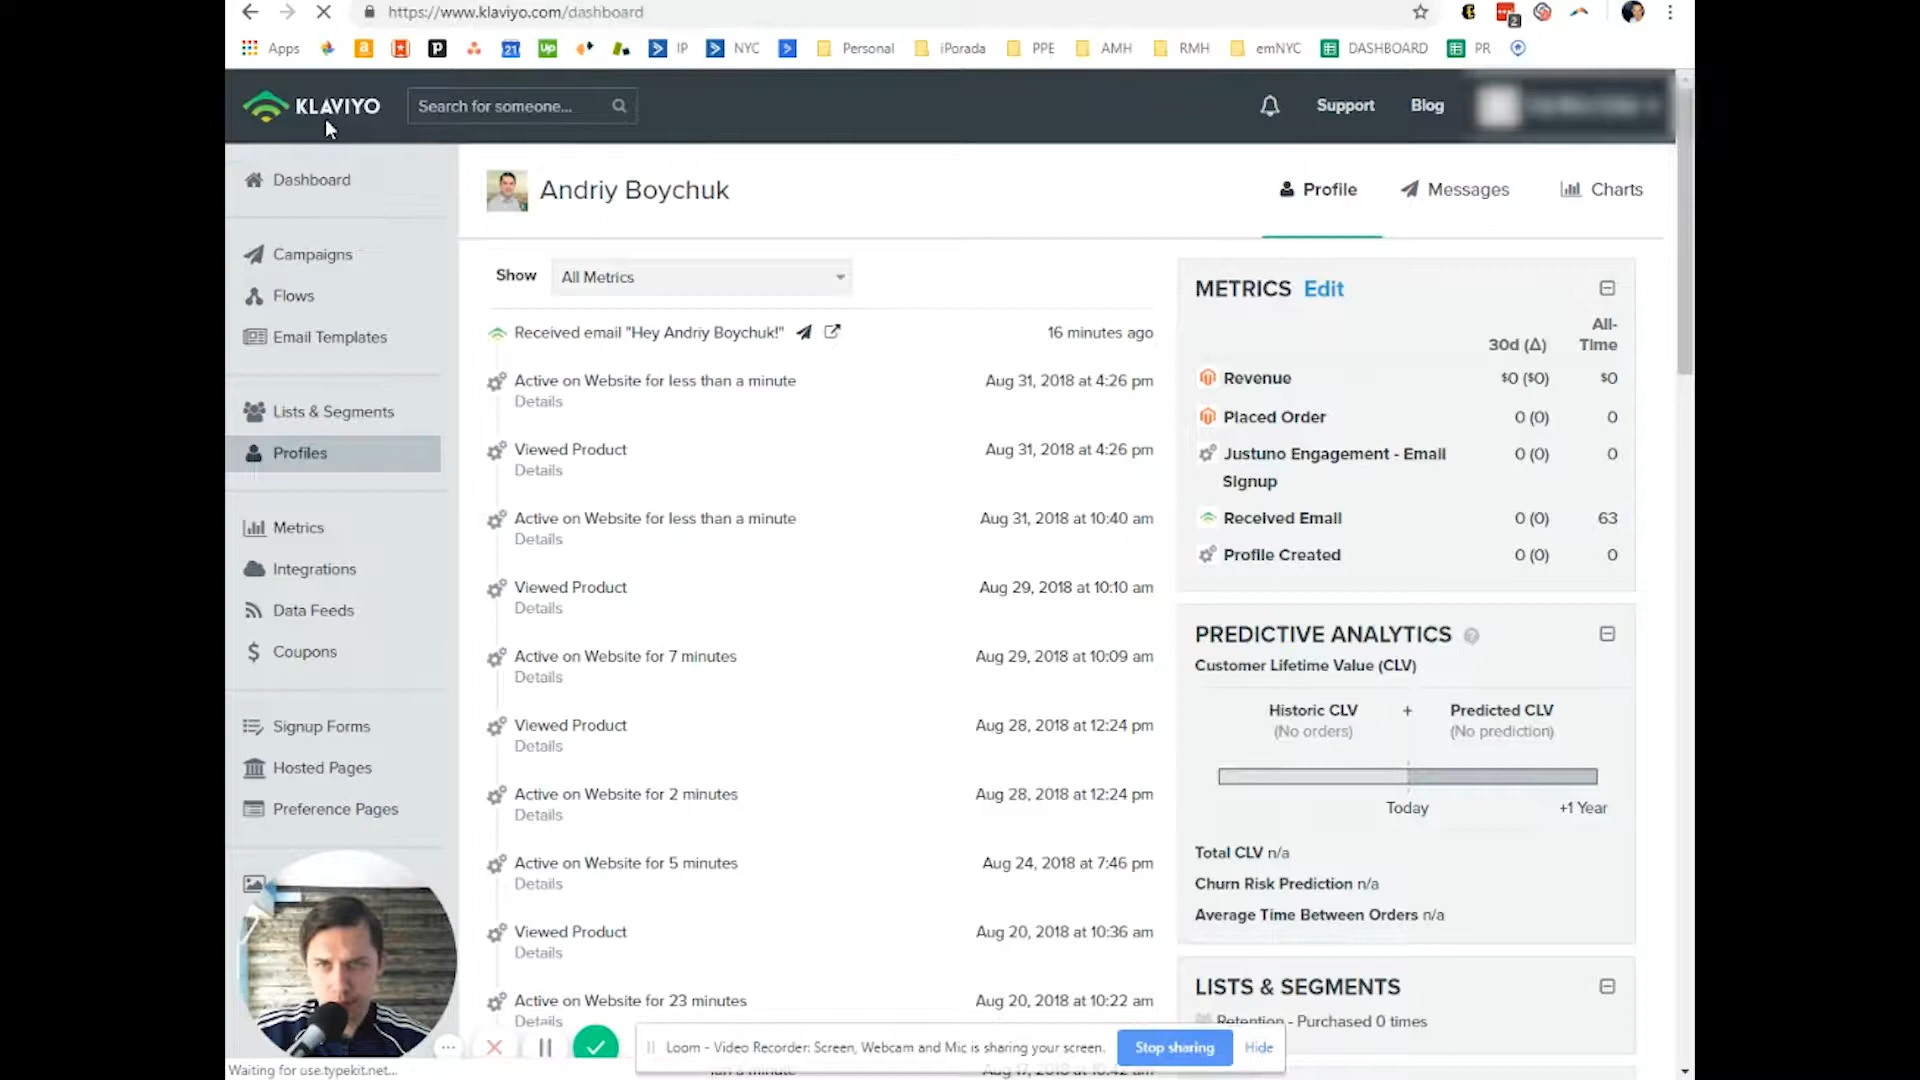 https://www.klaviyo.com/dashboard
2
Apps
21
up
IP
NYC
Personal
iPorada
PPE
AMH
RMH
emNYC
DASHBOARD
PR
KLAVIYO
Search for someone...
Support
Blog
Dashboard
Campaigns
Flows
Email Templates
Lists & Segments
Profiles
Metrics
Integrations
Data Feeds
Coupons
Signup Forms
Hosted Pages
Preference Pages
Andriy Boychuk
Profile
Messages
Charts
Show
All Metrics
Received email "Hey Andriy Boychuk!"
16 minutes ago
Active on Website for less than a minute
Aug 31, 2018 at 4:26 pm
Details
Viewed Product
Aug 31, 2018 at 4:26 pm
Details
Active on Website for less than a minute
Aug 31, 2018 at 10:40 am
Details
Viewed Product
Aug 29, 2018 at 10:10 am
Details
Active on Website for 7 minutes
Aug 29, 2018 at 10:09 am
Details
Viewed Product
Aug 28, 2018 at 12:24 pm
Details
Active on Website for 2 minutes
Aug 28, 2018 at 12:24 pm
Details
Active on Website for 5 minutes
Aug 24, 2018 at 7:46 pm
Details
Viewed Product
Aug 20, 2018 at 10:36 am
Details
Active on Website for 23 minutes
Aug 20, 2018 at 10:22 am
Details
METRICS Edit
30d (Δ)
All-Time
Revenue
$0 ($0)
$0
Placed Order
0 (0)
0
Justuno Engagement - Email Signup
0 (0)
0
Received Email
0 (0)
63
Profile Created
0 (0)
0
PREDICTIVE ANALYTICS
Customer Lifetime Value (CLV)
Historic CLV
+
Predicted CLV
(No orders)
(No prediction)
Today
+1 Year
Total CLV n/a
Churn Risk Prediction n/a
Average Time Between Orders n/a
LISTS & SEGMENTS
Retention - Purchased 0 times
Loom - Video Recorder: Screen, Webcam and Mic is sharing your screen.
Stop sharing
Hide
Waiting for use.typekit.net...